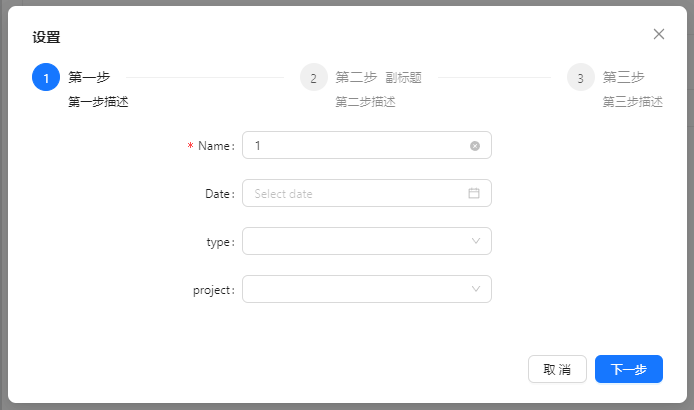 设置
1 第一步 2 第二步 副标题 3 第三步
第一步描述 第二步描述 第三步描述
* Name: 1
Date: Select date
type:
project:
取 消 下一步